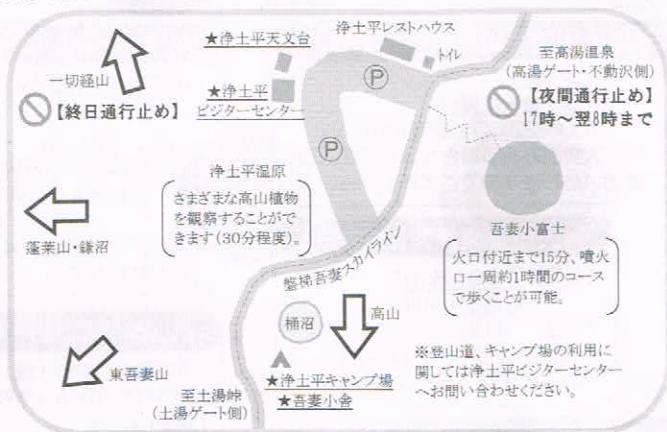 ★浄土平天文台
浄土平レストハウス
トイレ
一切経山
【終日通行止め】
★浄土平
ビジターセンター
P
P
至高湯温泉
(高湯ゲート・不動沢側)
【夜間通行止め】
17時～翌8時まで
浄土平湿原
さまざまな高山植物
を観察することがで
きます(30分程度)。
蓬莱山・鎌沼
磐梯吾妻スカイライン
吾妻小富士
火口付近まで15分、噴火
口一周約1時間のコース
で歩くことが可能。
桶沼
高山
東吾妻山
★浄土平キャンプ場
★吾妻小舎
至土湯峠
(土湯ゲート側)
※登山道、キャンプ場の利用に
関しては浄土平ビジターセンター
へお問い合わせください。